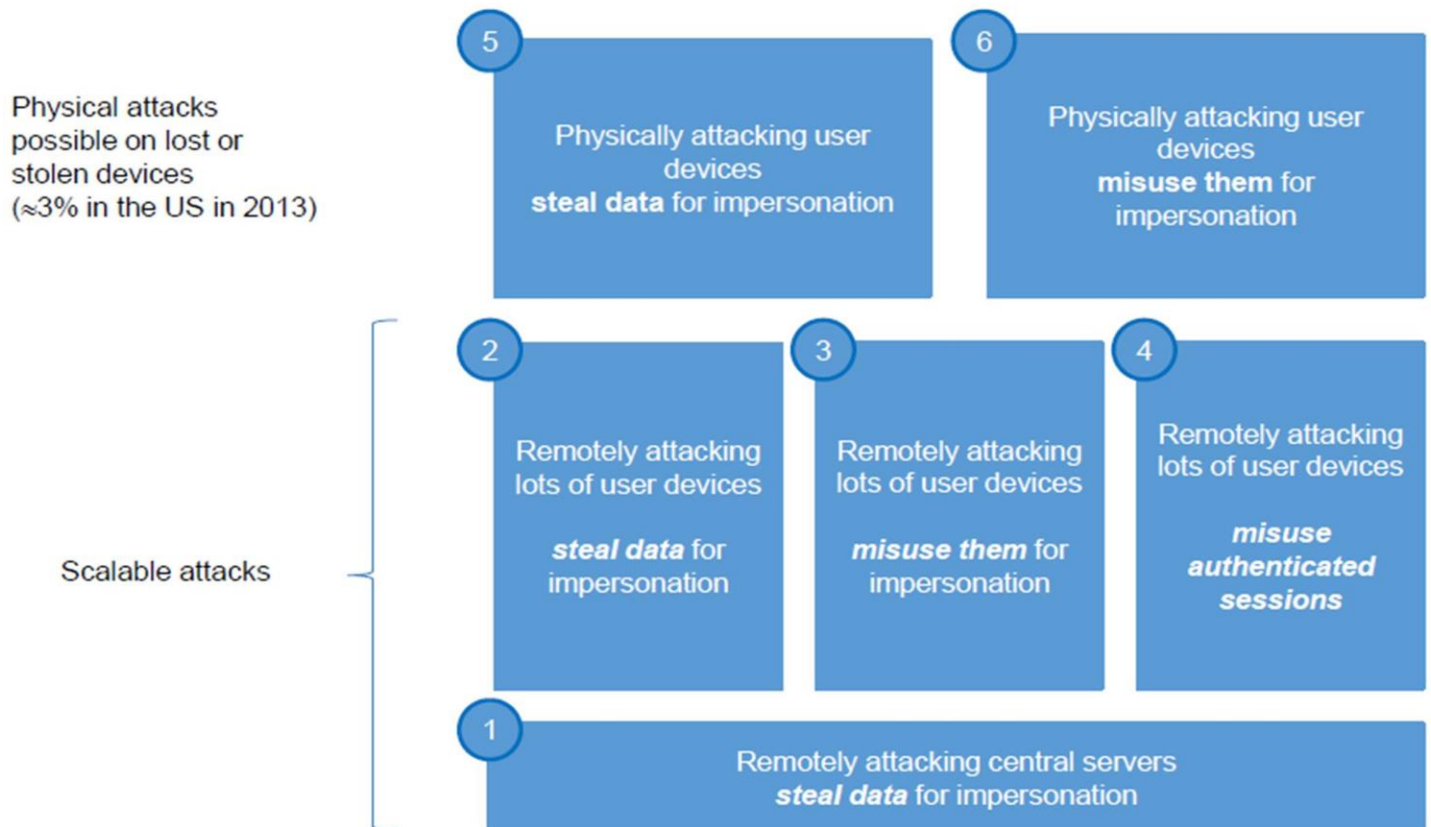 5
6
Physical attacks
possible on lost or
stolen devices
(≈3% in the US in 2013)
Physically attacking user
devices
steal data for impersonation
Physically attacking user
devices
misuse them for
impersonation
2
3
4
Scalable attacks
Remotely attacking
lots of user devices
steal data for
impersonation
Remotely attacking
lots of user devices
misuse them for
impersonation
Remotely attacking
lots of user devices
misuse
authenticated
sessions
1
Remotely attacking central servers
steal data for impersonation